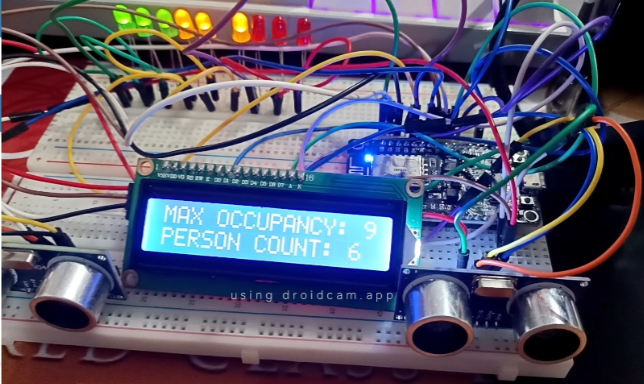 MAX OCCUPANCY: 9
PERSON COUNT: 6
using droidcam.app